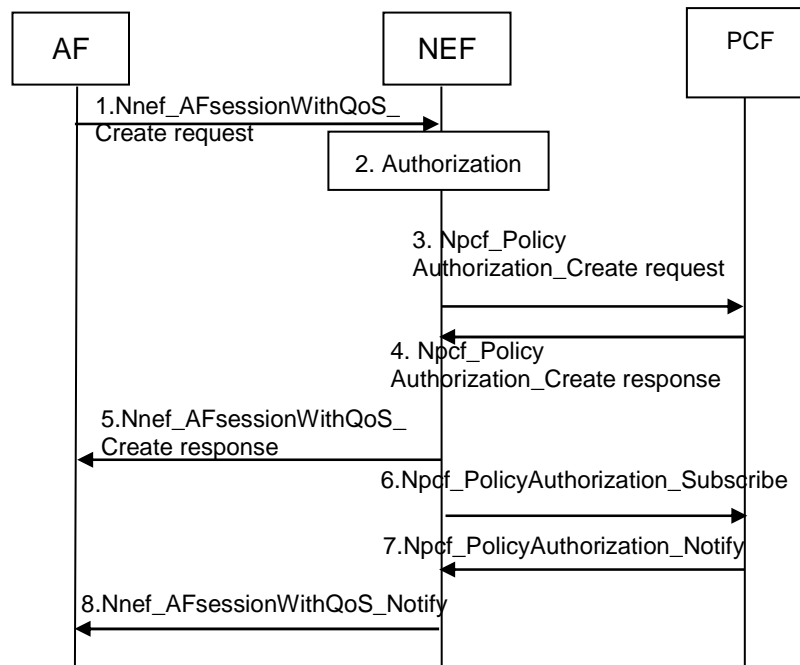 AF
NEF
PCF
1.Nnef_AFsessionWithQoS_
Create request
2. Authorization
3. Npcf_Policy
Authorization_Create request
4. Npcf_Policy
Authorization_Create response
5.Nnef_AFsessionWithQoS_
Create response
6.Npcf_PolicyAuthorization_Subscribe
7.Npcf_PolicyAuthorization_Notify
8.Nnef_AFsessionWithQoS_Notify